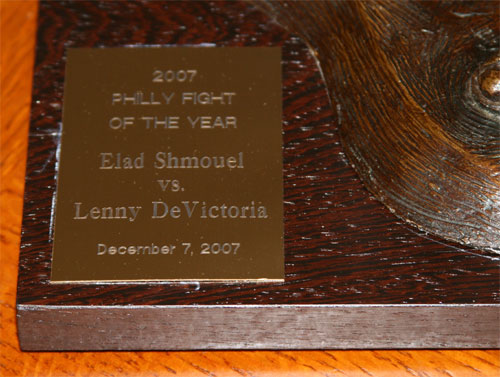 2007
PHILLY FIGHT
OF THE YEAR
Elad Shmouel
vs.
Lenny DeVictoria
December 7, 2007